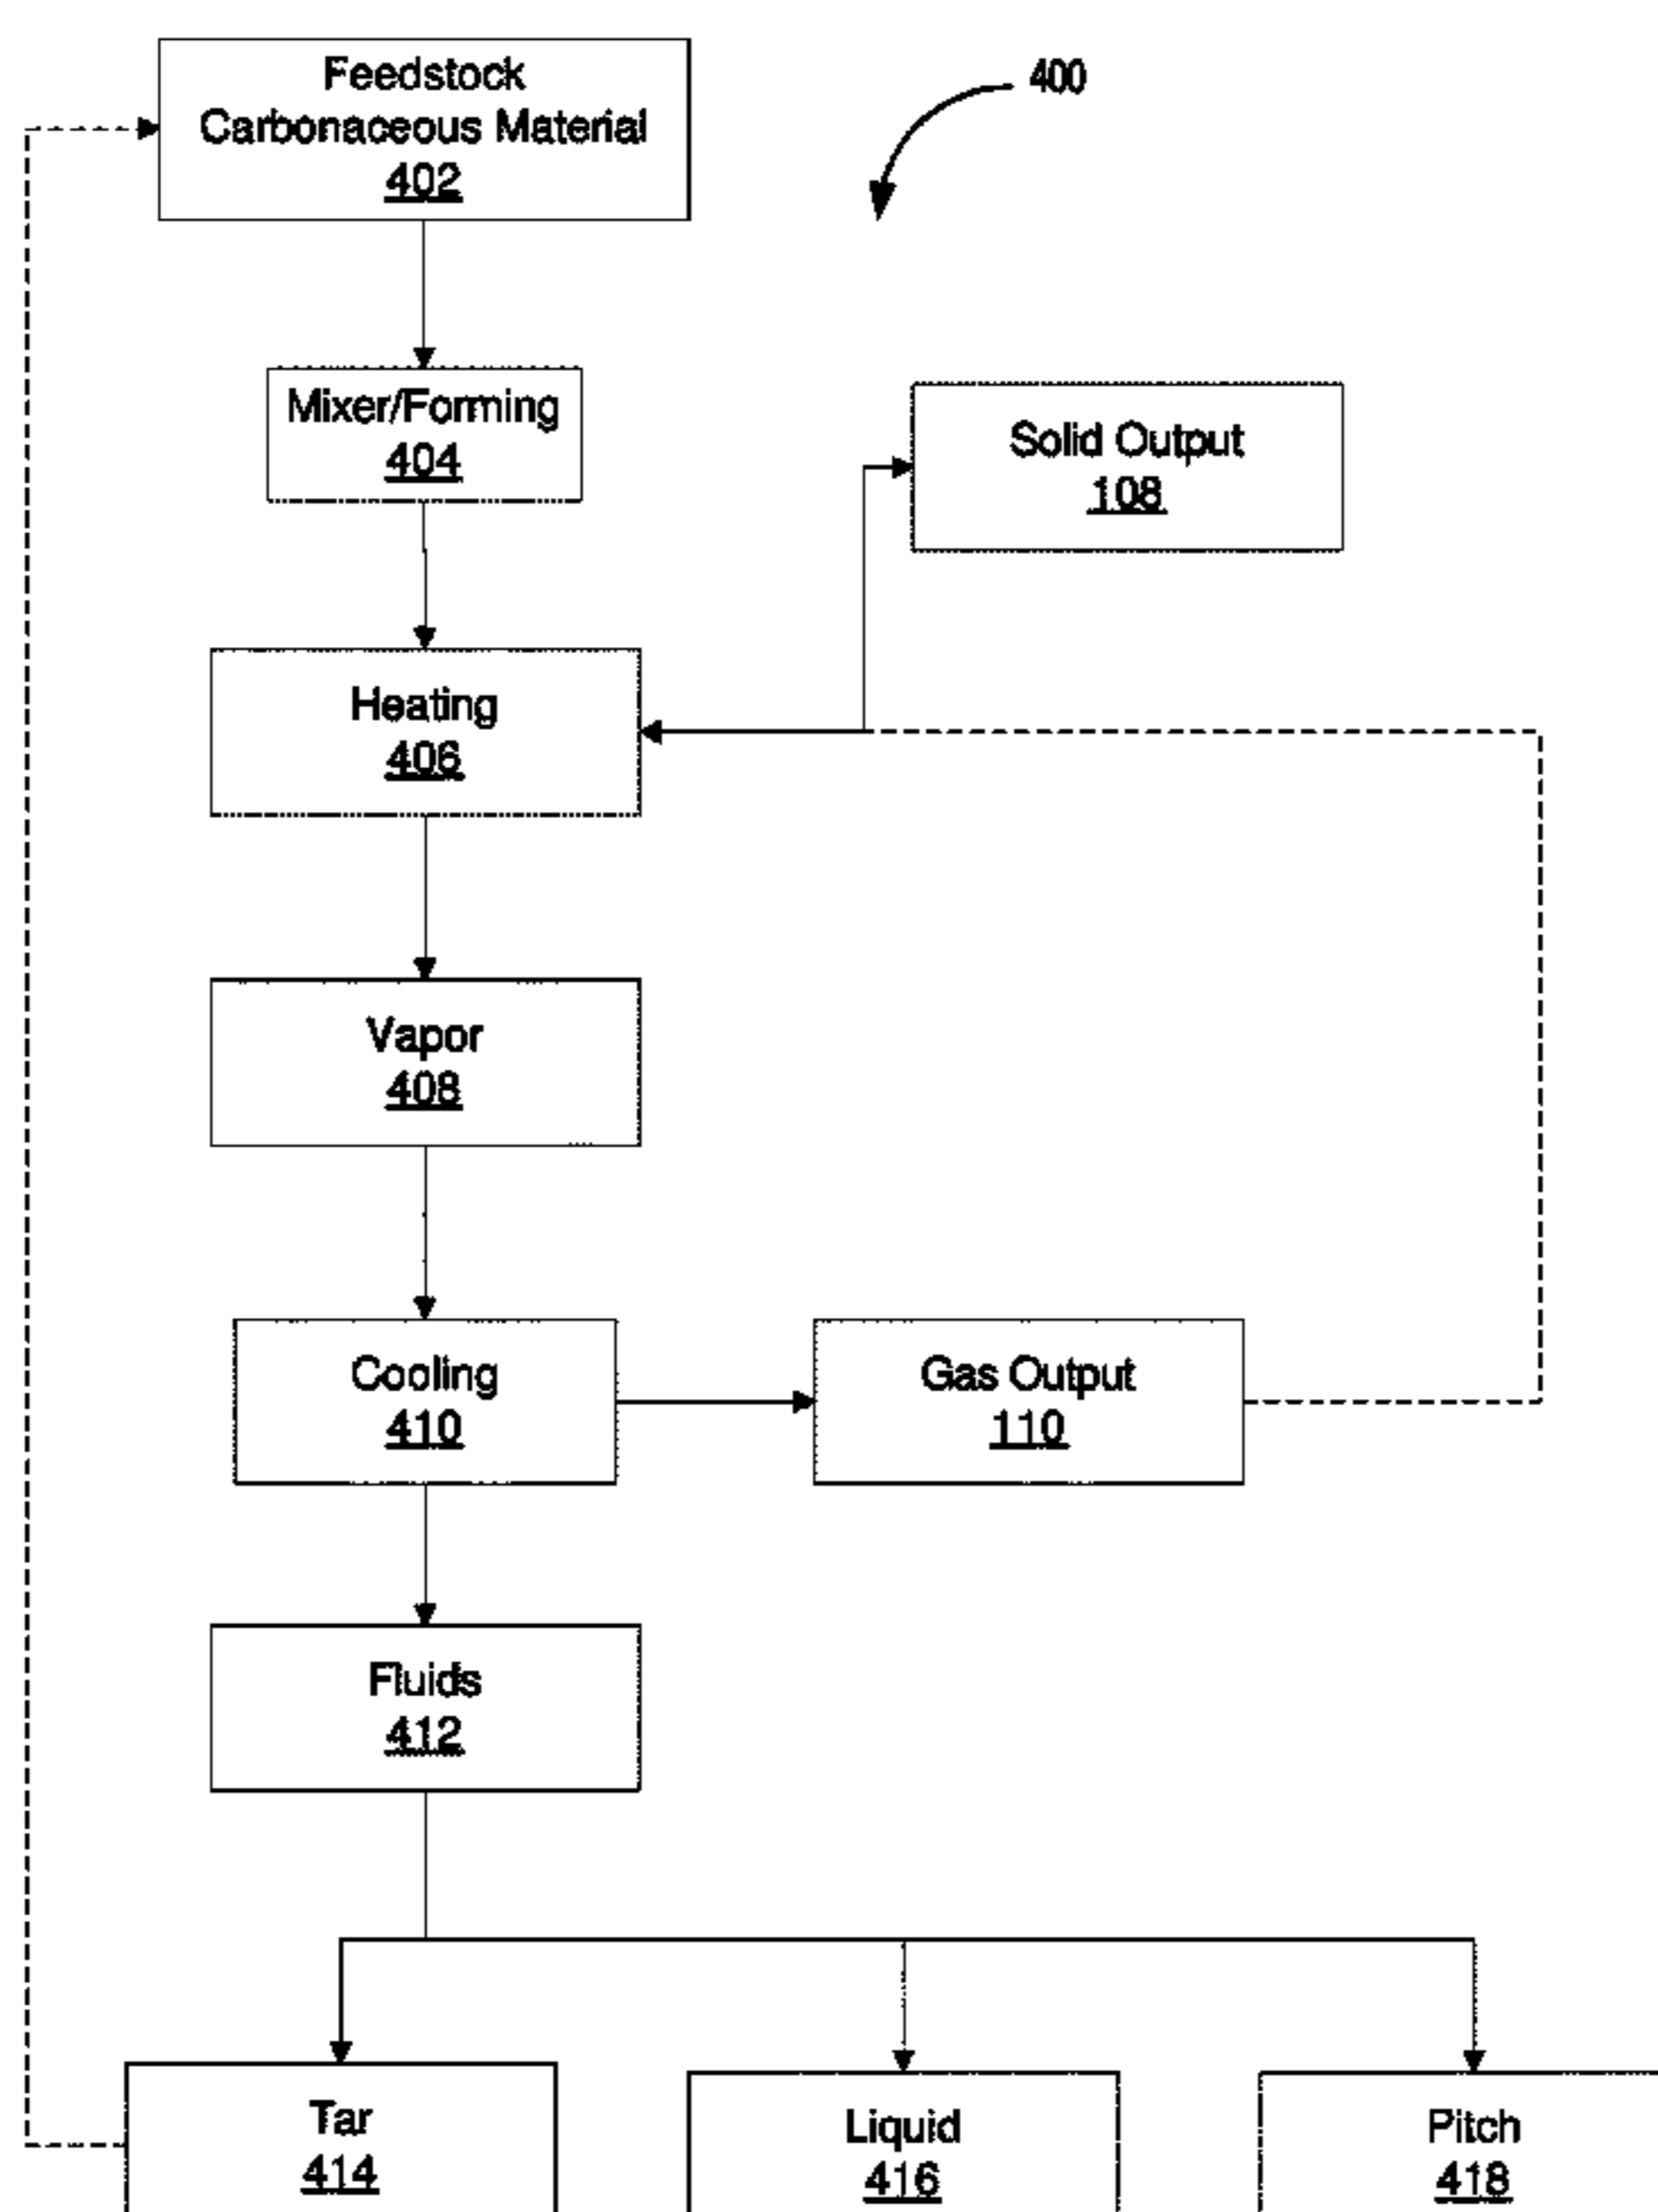 Feedstock
Carbonaceous Material
402
400
Mixer/Forming
404
Solid Output
108
Heating
406
Vapor
408
Cooling
410
Gas Output
110
Fluids
412
Tar
414
Liquid
416
Pitch
418